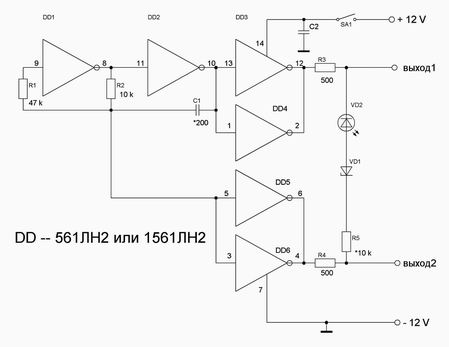 DD1
DD2
DD3
C2
SA1
+ 12 V
14
9
8
11
10
13
12
R3
выход1
R1
R2
500
47 k
10 k
C1
*200
DD4
VD2
1
2
VD1
DD5
5
6
R5
*10 k
DD -- 561ЛН2 или 1561ЛН2
DD6
3
4
R4
выход2
500
7
- 12 V